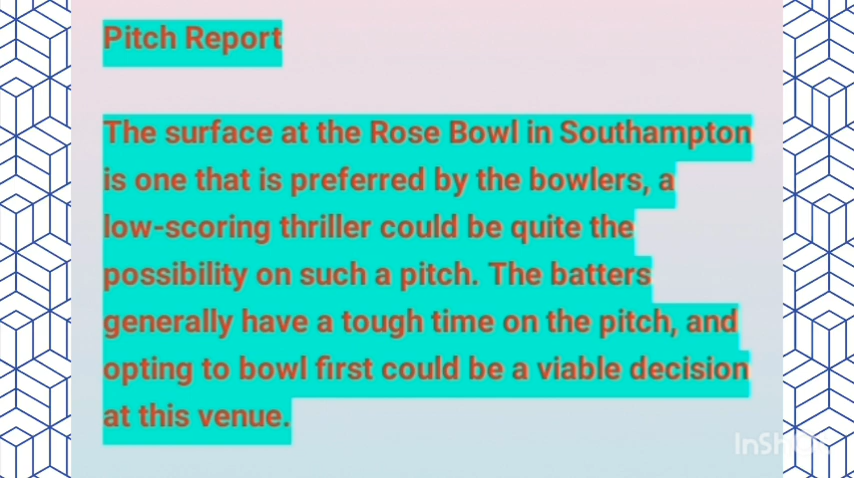 Pitch Report
The surface at the Rose Bowl in Southampton
is one that is preferred by the bowlers, a
low-scoring thriller could be quite the
possibility on such a pitch. The batters
generally have a tough time on the pitch, and
opting to bowl first could be a viable decision
at this venue.